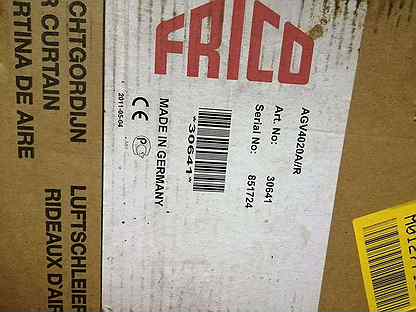 FRICO
AGV4020A//R
Art. No: 30641
Serial No: 851724
*30641*
MADE IN GERMANY
CE
2011-05-04
CHTGORDIJN
R CURTAIN
RTINA DE AIRE
LUFTSCHLEIER
RIDEAUX D'AIR